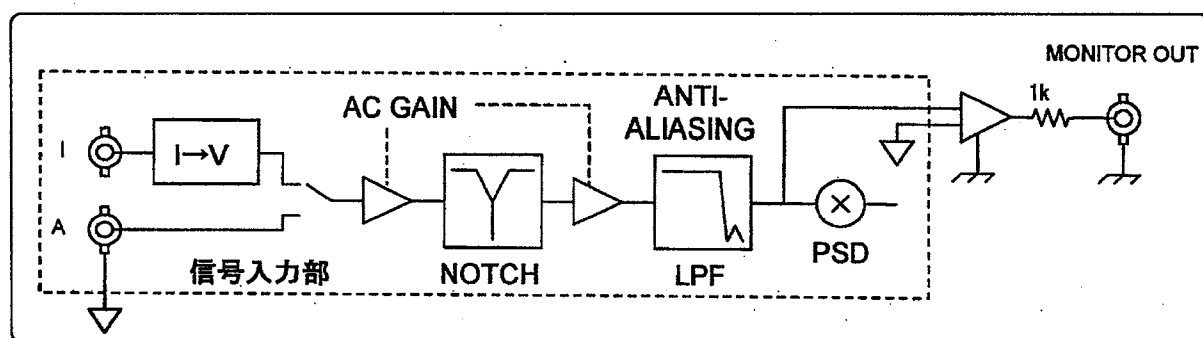 MONITOR OUT
1k
AC GAIN
ANTI-
ALIASING
I
I→V
A
信号入力部
NOTCH
LPF
PSD